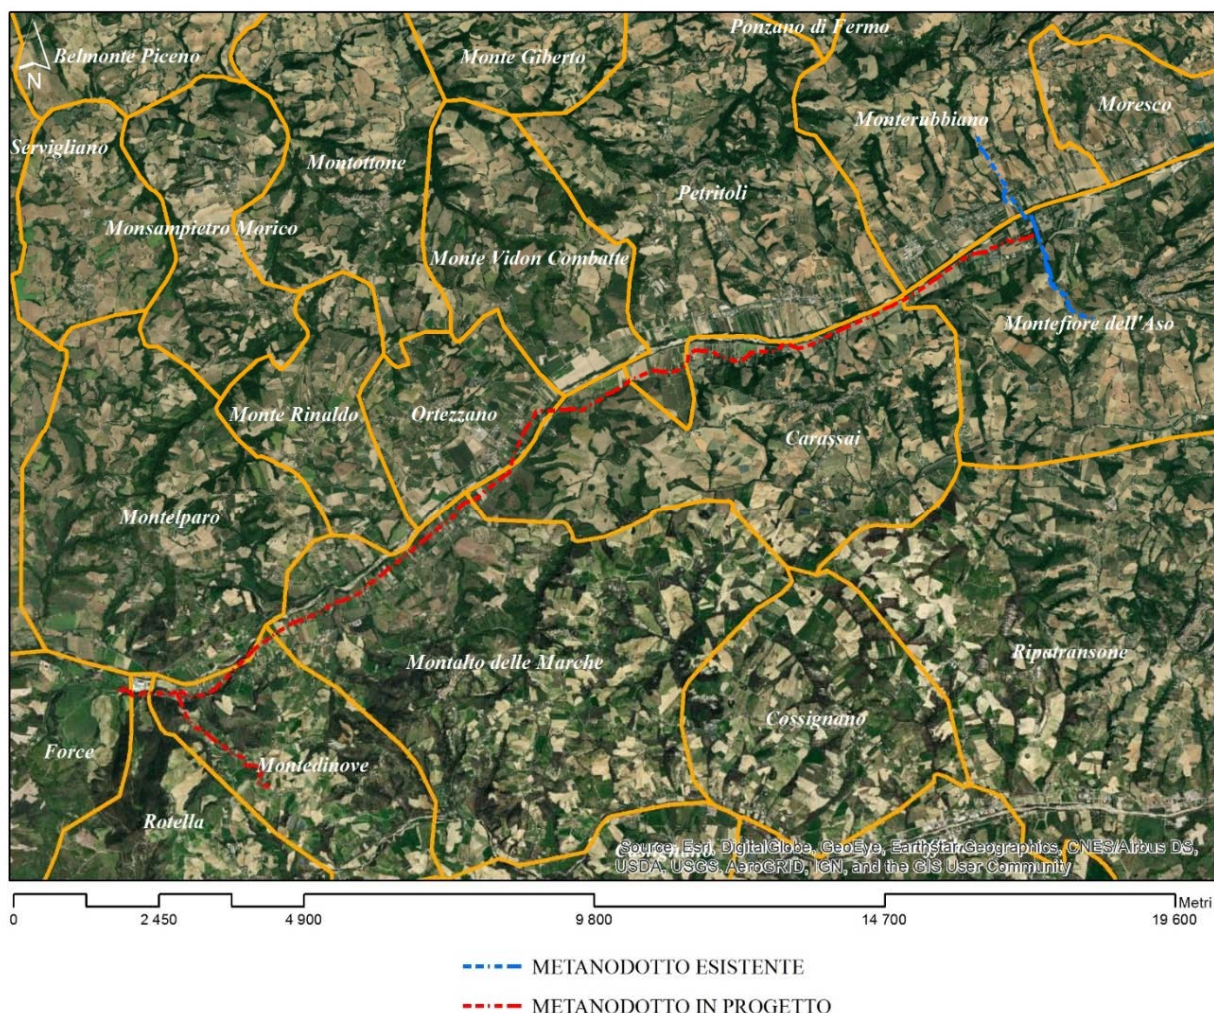 Ponzano di Fermo
Belmonte Piceno
Monte Giberto
N
Moresco
Monterubbiano
Servigliano
Montottone
Petritoli
Monsampietro Morico
Monte Vidon Combatte
Montefiore dell'Aso
Monte Rinaldo
Ortezzano
Carassai
Montelparo
Montalto delle Marche
Ripatransone
Cossignano
Force
Montedinove
Rotella
Source: Esri, DigitalGlobe, GeoEye, Earthstar Geographics, CNES/Airbus DS,
USDA, USGS, AeroGRID, IGN, and the GIS User Community
Metri
0 2 450 4 900 9 800 14 700 19 600
METANODOTTO ESISTENTE
METANODOTTO IN PROGETTO